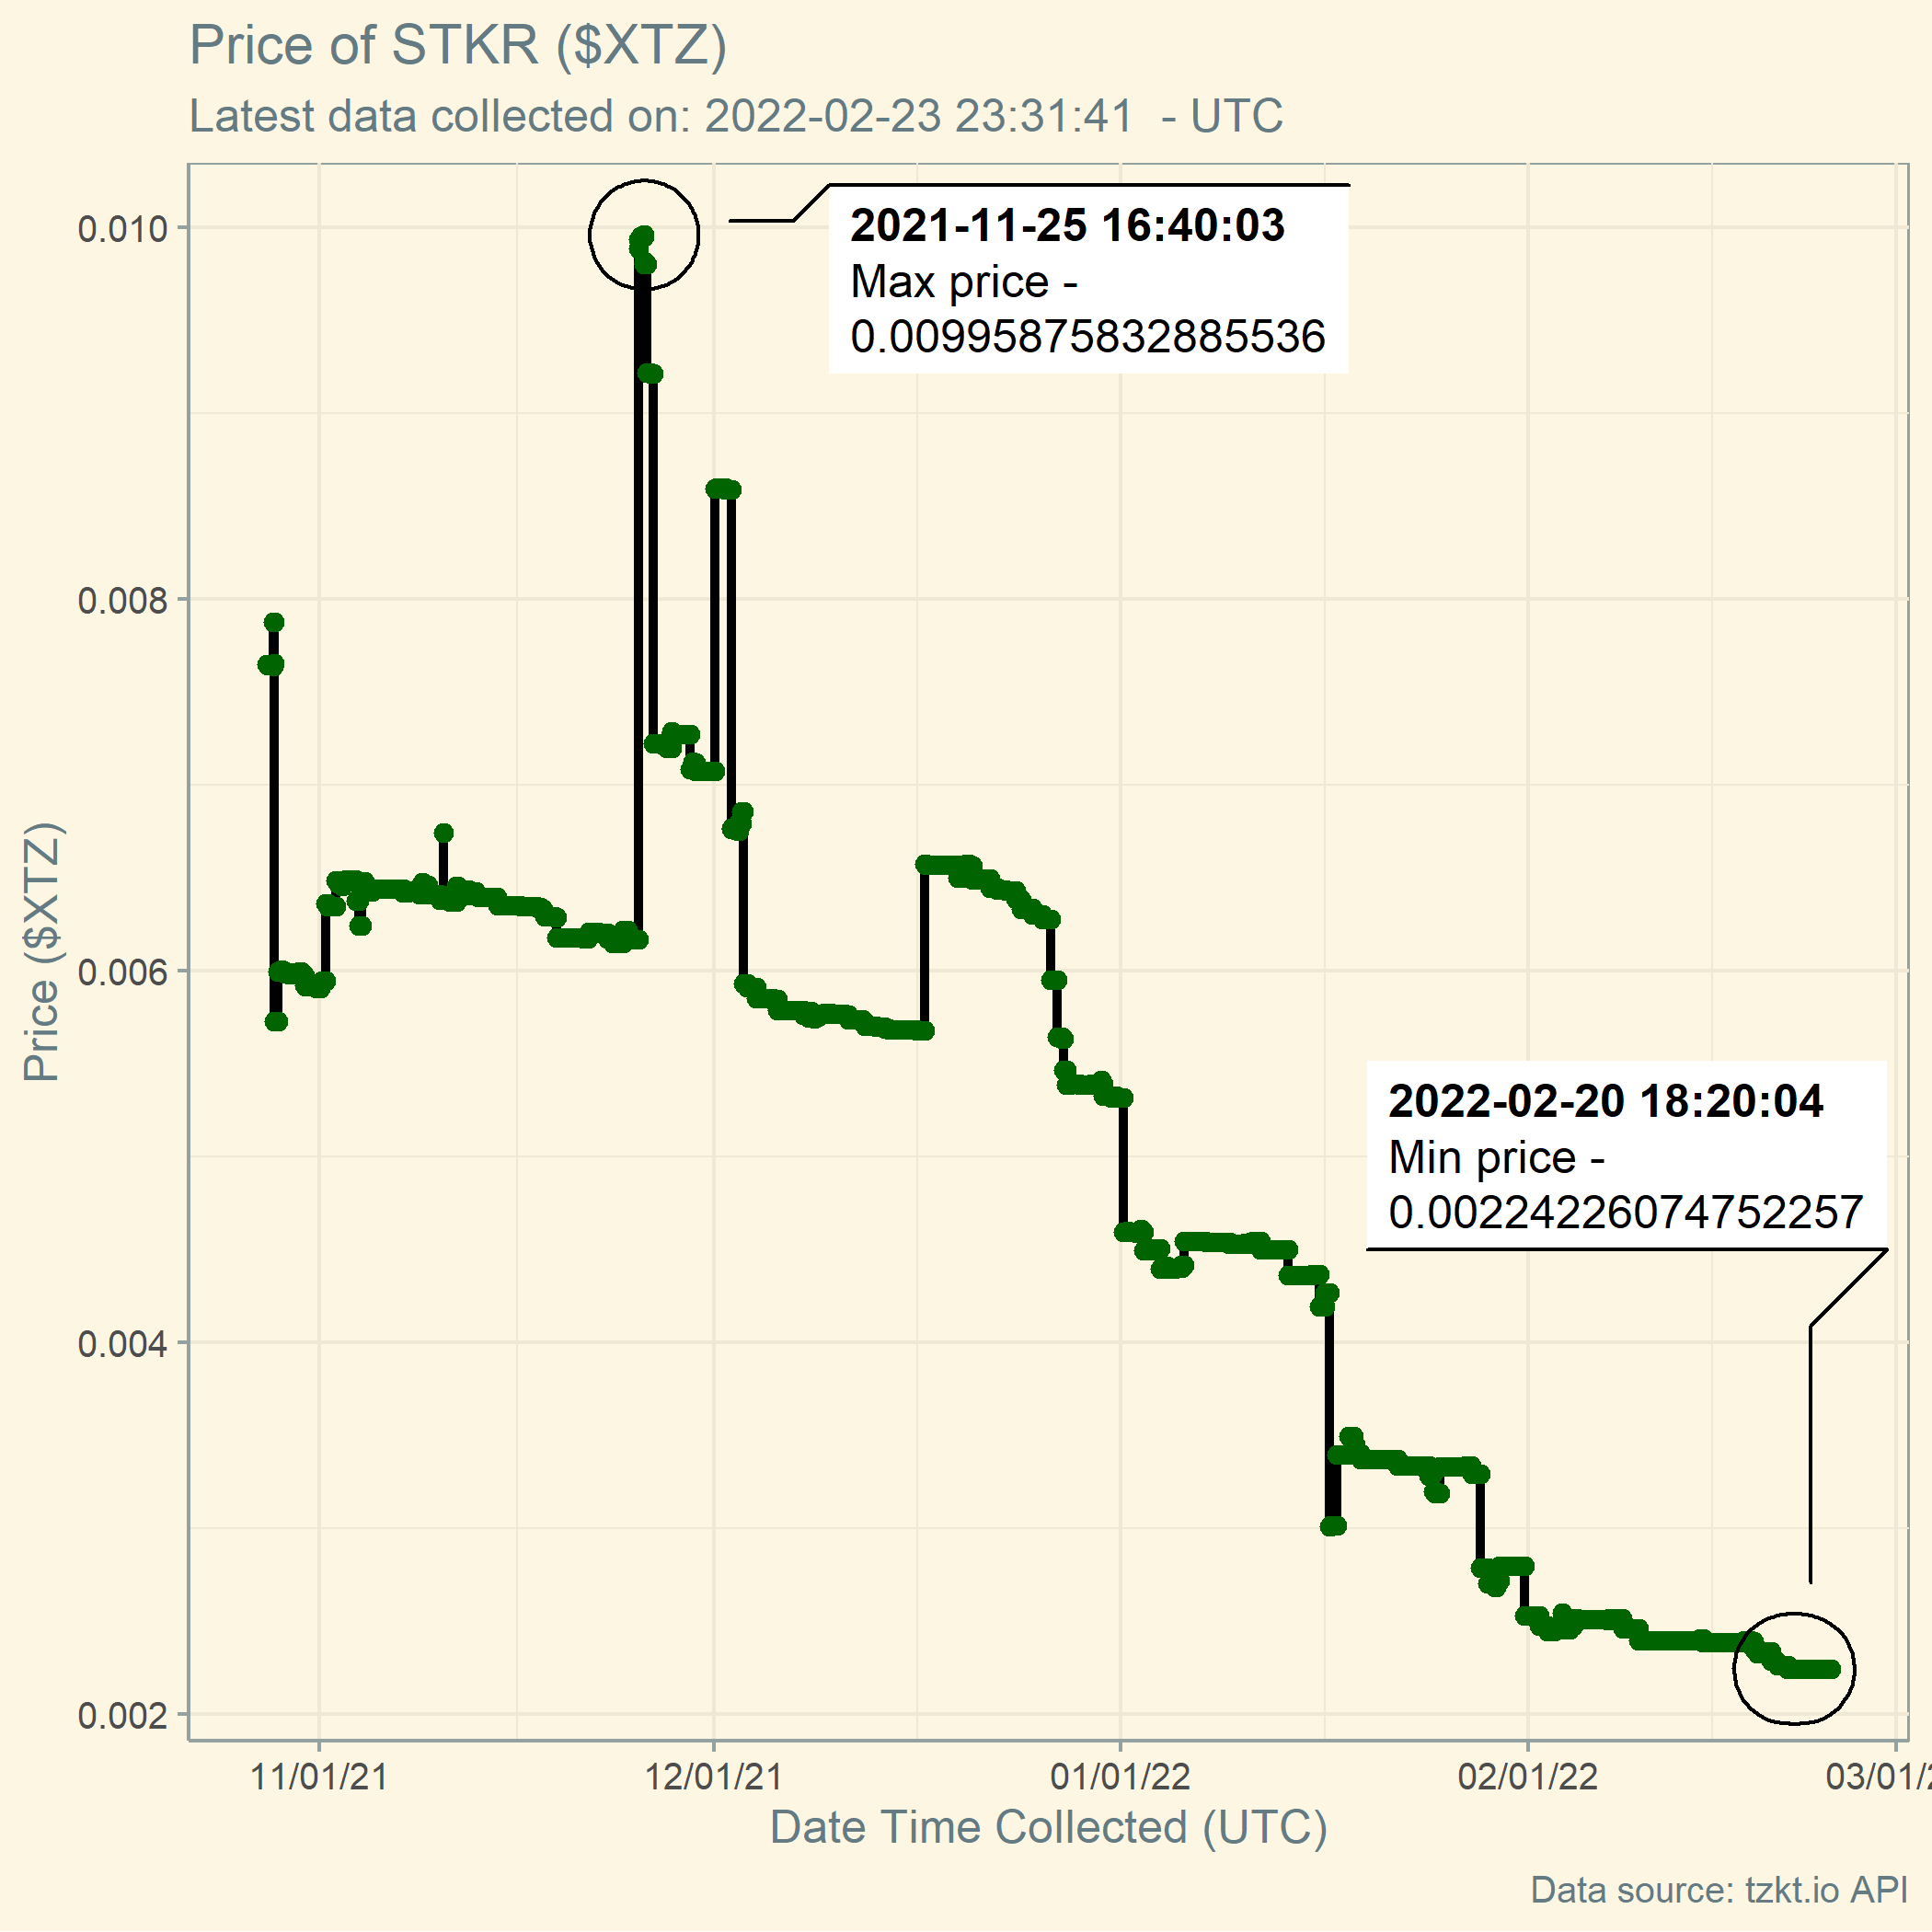 Price of STKR ($XTZ)
Latest data collected on: 2022-02-23 23:31:41  - UTC
0.010
2021-11-25 16:40:03
Max price -
0.00995875832885536
0.008
Price ($XTZ)
0.006
2022-02-20 18:20:04
Min price -
0.00224226074752257
0.004
0.002
11/01/21
12/01/21
01/01/22
02/01/22
03/01/2
Date Time Collected (UTC)
Data source: tzkt.io API